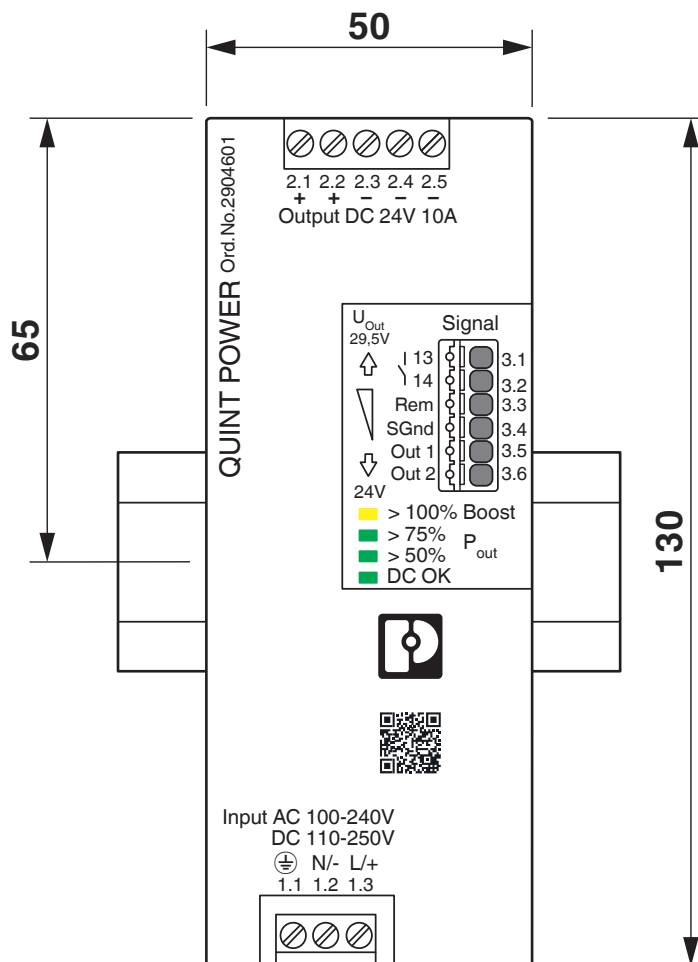 50
2.1 2.2 2.3 2.4 2.5
+ + – – –
Output DC 24V 10A
QUINT POWER Ord.No.2904601
65
130
UOut
29,5V
Signal
13 3.1
14 3.2
Rem 3.3
SGnd 3.4
Out 1 3.5
Out 2 3.6
24V
> 100% Boost
> 75%
Pout
> 50%
DC OK
Input AC 100-240V
DC 110-250V
N/- L/+
1.1 1.2 1.3